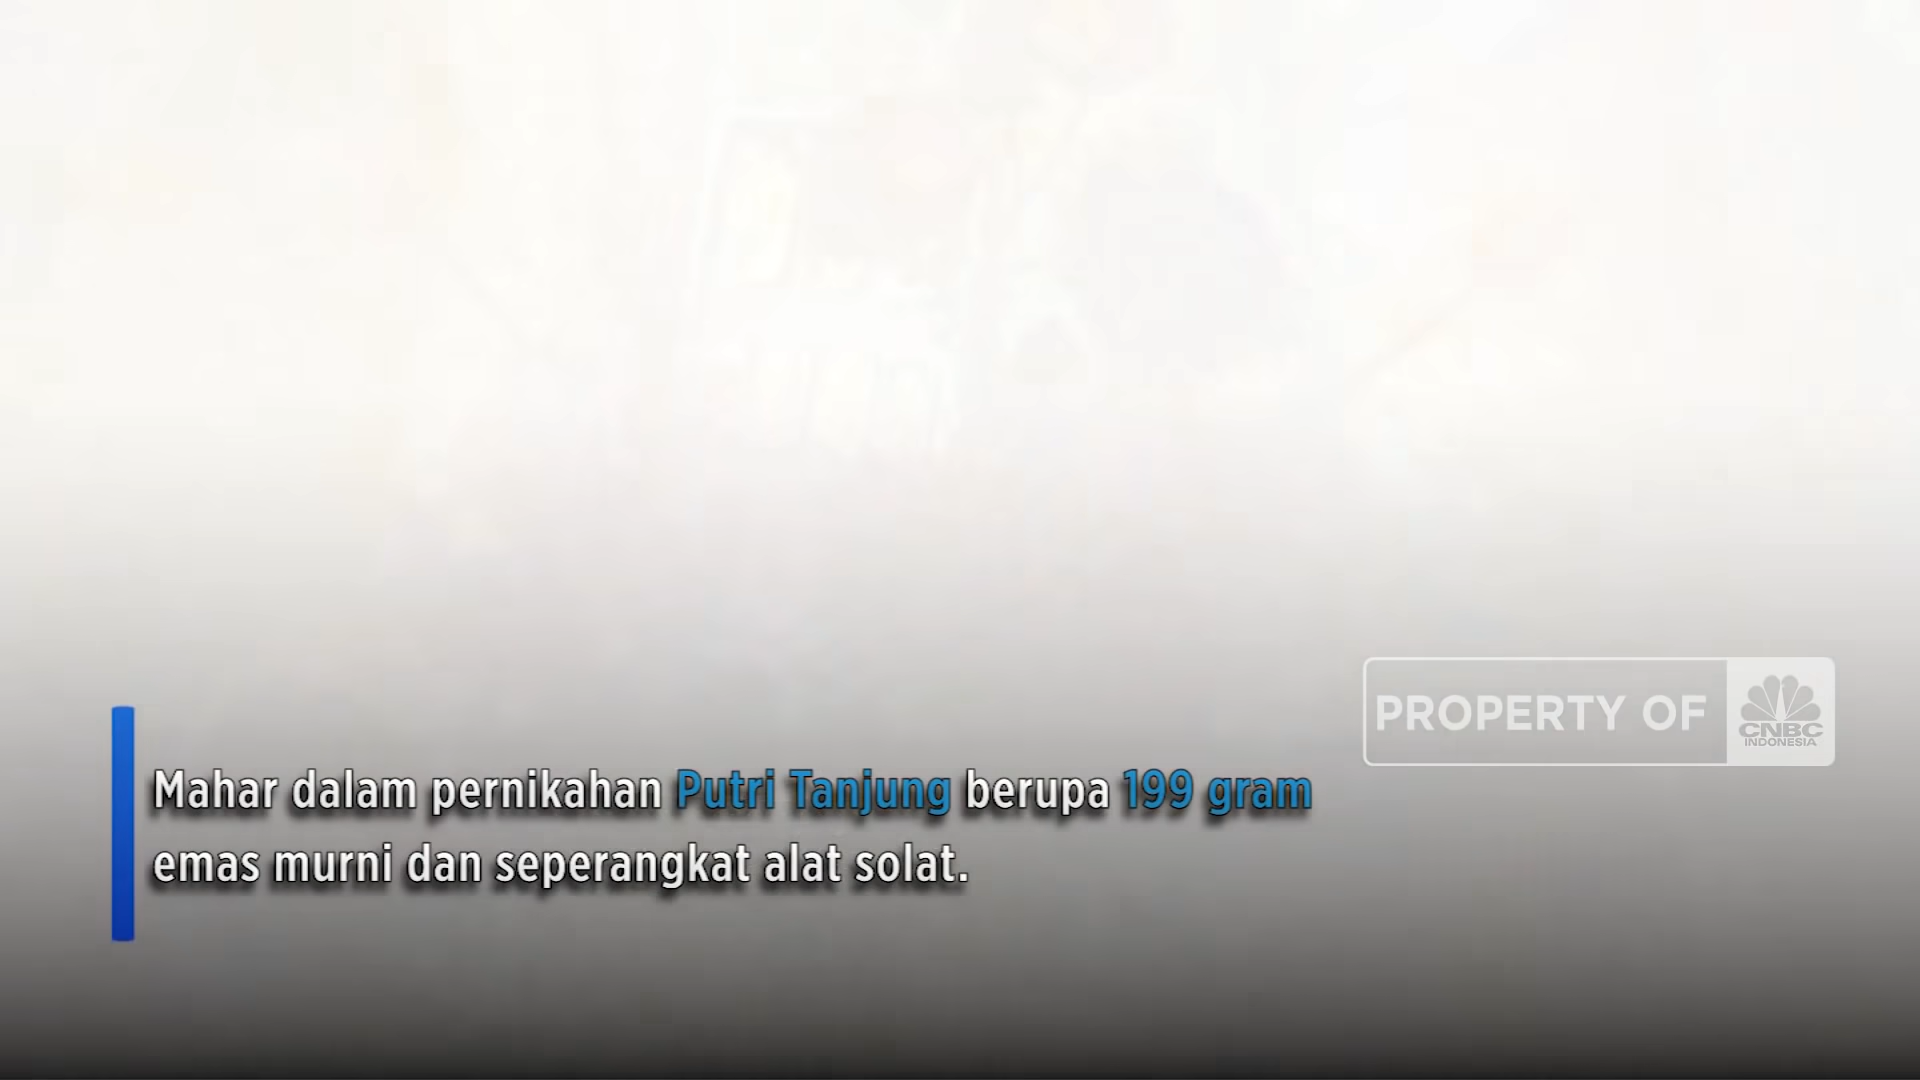 PROPERTY OF
CNBC
INDONESIA
Mahar dalam pernikahan Putri Tanjung berupa 199 gram
emas murni dan seperangkat alat solat.